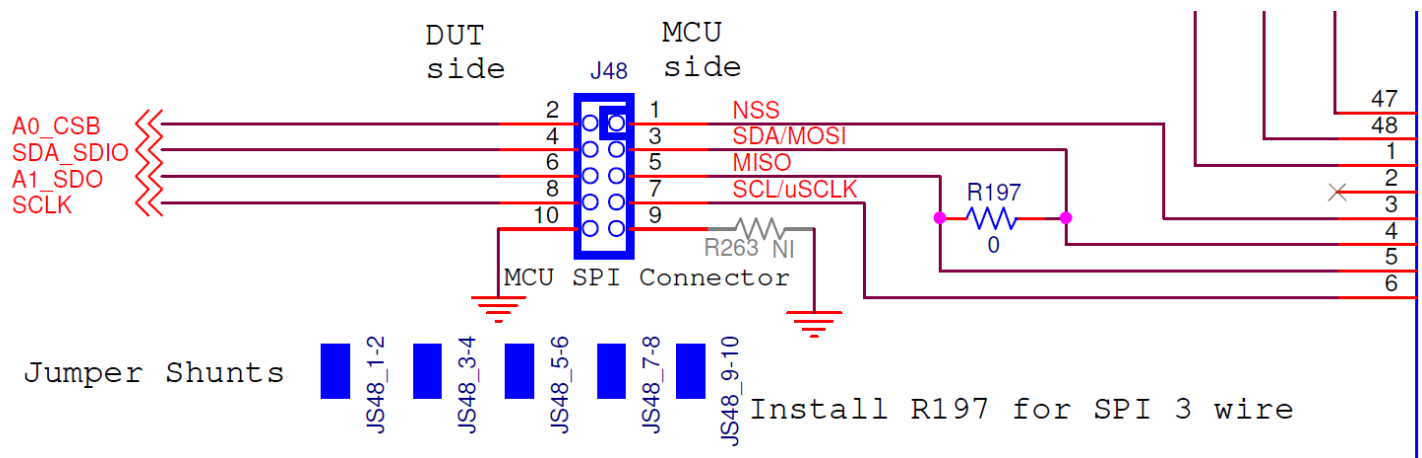 DUT
side
MCU
side
J48
A0_CSB
SDA_SDIO
A1_SDO
SCLK
2
4
6
8
10
1
3
5
7
9
NSS
SDA/MOSI
MISO
SCL/uSCLK
R197
0
R263 NI
47
48
1
2
3
4
5
6
MCU SPI Connector
Jumper Shunts
JS48_1-2
JS48_3-4
JS48_5-6
JS48_7-8
JS48_9-10
Install R197 for SPI 3 wire